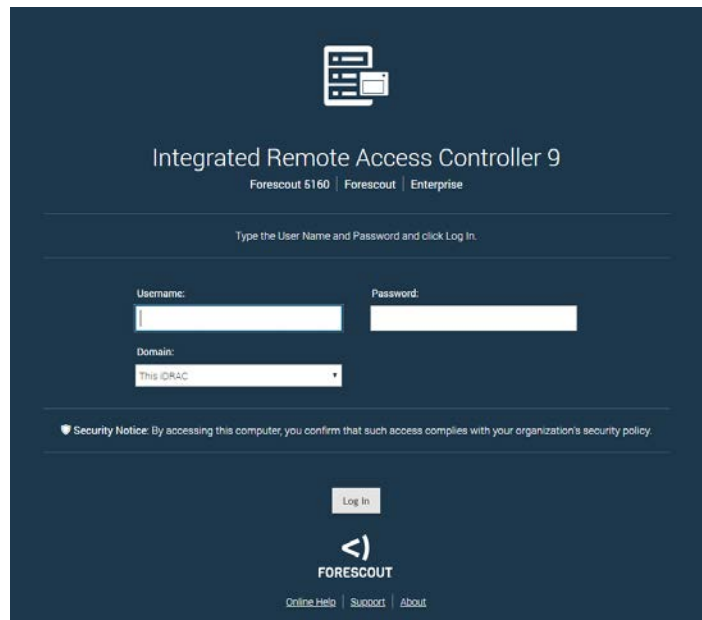 Integrated Remote Access Controller 9
Forescout 5160 | Forescout | Enterprise
Type the User Name and Password and click Log In.
Username: Password:
Domain:
This iDRAC
Security Notice: By accessing this computer, you confirm that such access complies with your organization's security policy.
Log In
FORESCOUT
Online Help | Support | About